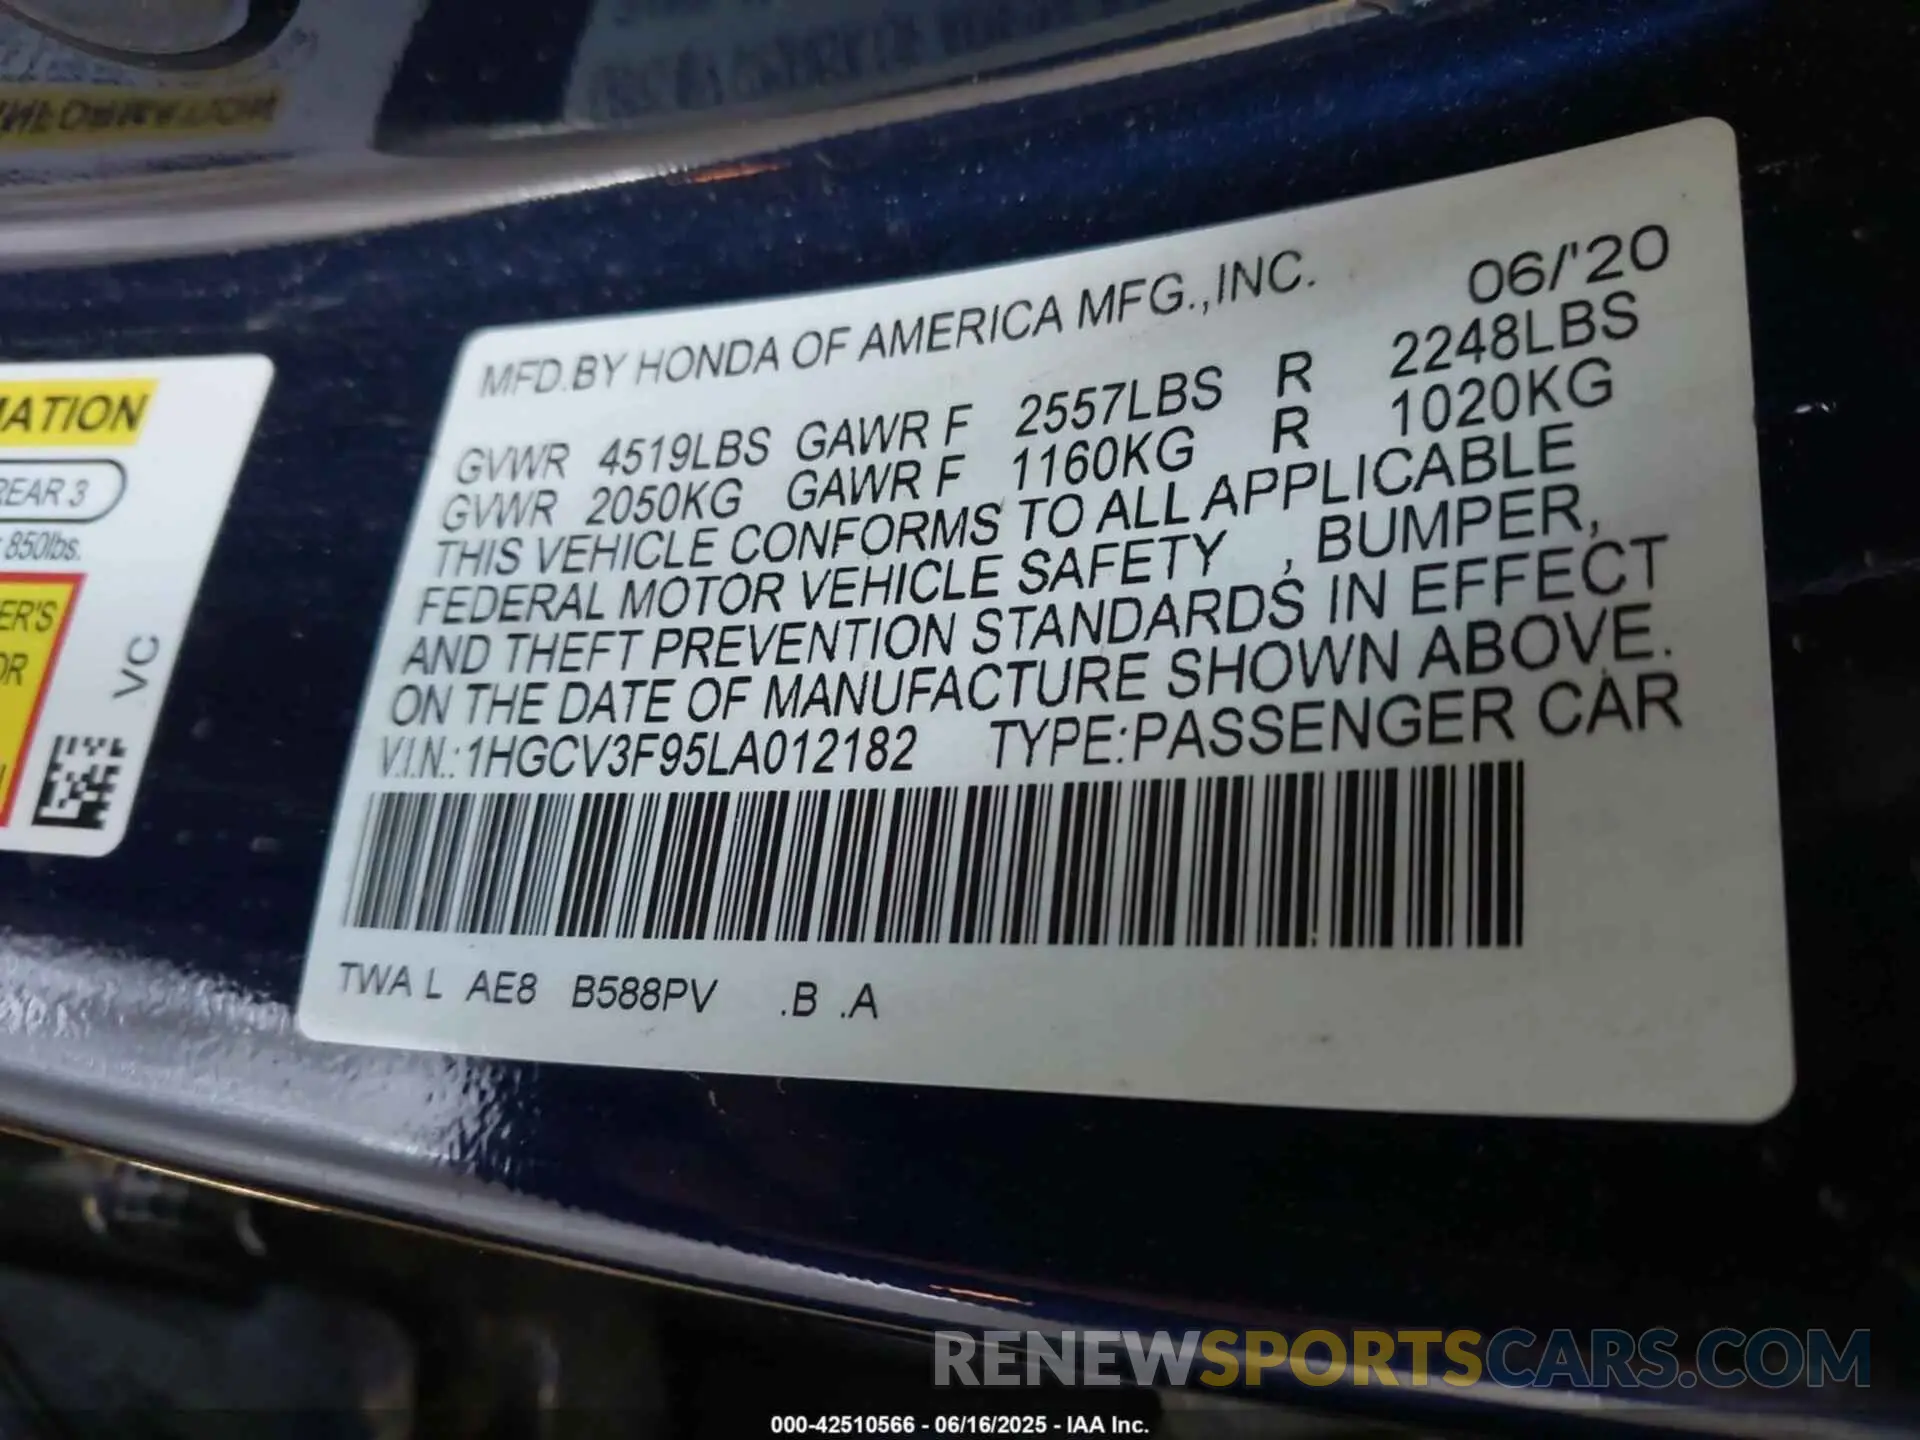 MFD.BY HONDA OF AMERICA MFG.,INC. 06/'20
GVWR 4519LBS GAWR F 2557LBS R 2248LBS
GVWR 2050KG GAWR F 1160KG R 1020KG
THIS VEHICLE CONFORMS TO ALL APPLICABLE
FEDERAL MOTOR VEHICLE SAFETY , BUMPER,
AND THEFT PREVENTION STANDARDS IN EFFECT
ON THE DATE OF MANUFACTURE SHOWN ABOVE.
V.I.N.: 1HGCV3F95LA012182 TYPE:PASSENGER CAR
TWA L AE8 B588PV .B .A
MATION
REAR 3
850lbs.
ER'S
OR
VC
RENEWSPORTSCARS.COM
000-42510566 - 06/16/2025 - IAA Inc.